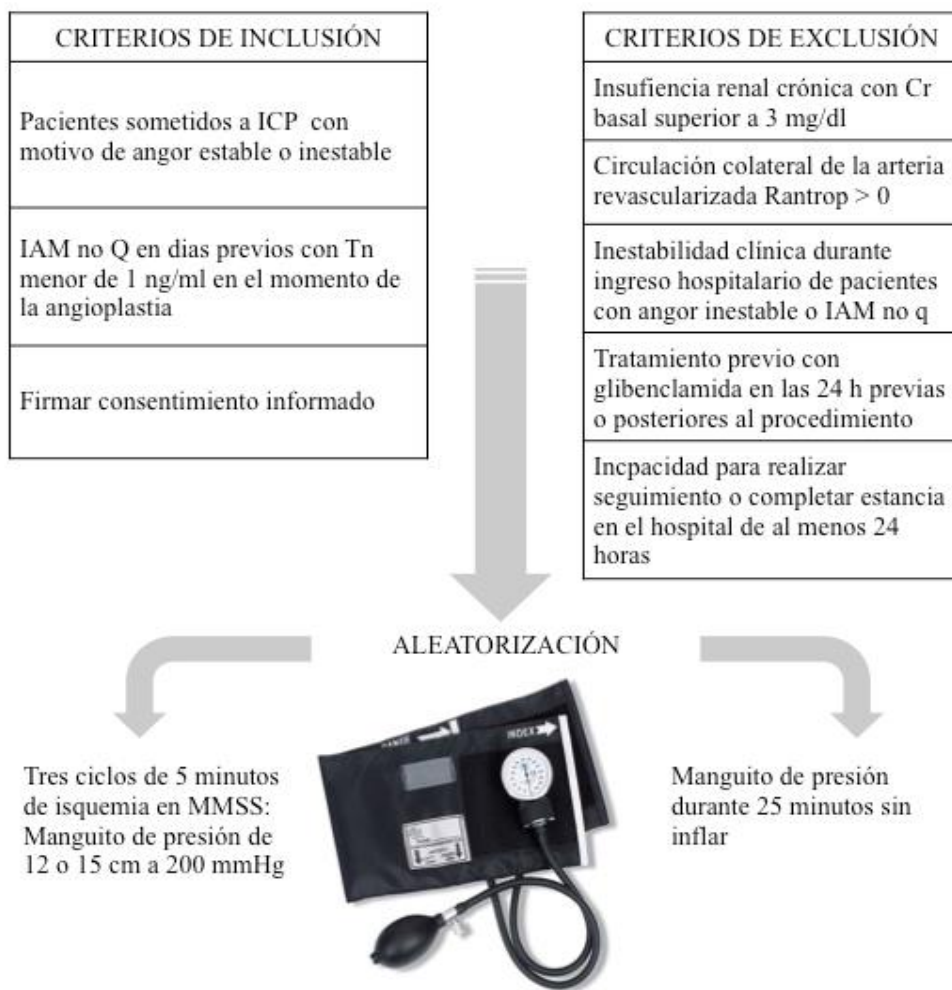 CRITERIOS DE INCLUSIÓN
Pacientes sometidos a ICP con
motivo de angor estable o inestable
IAM no Q en dias previos con Tn
menor de 1 ng/ml en el momento de
la angioplastia
Firmar consentimiento informado
CRITERIOS DE EXCLUSIÓN
Insufiencia renal crónica con Cr
basal superior a 3 mg/dl
Circulación colateral de la arteria
revascularizada Rantrop > 0
Inestabilidad clínica durante
ingreso hospitalario de pacientes
con angor inestable o IAM no q
Tratamiento previo con
glibenclamida en las 24 h previas
o posteriores al procedimiento
Incpacidad para realizar
seguimiento o completar estancia
en el hospital de al menos 24
horas
ALEATORIZACIÓN
Tres ciclos de 5 minutos
de isquemia en MMSS:
Manguito de presión de
12 o 15 cm a 200 mmHg
INDEX
Manguito de presión
durante 25 minutos sin
inflar